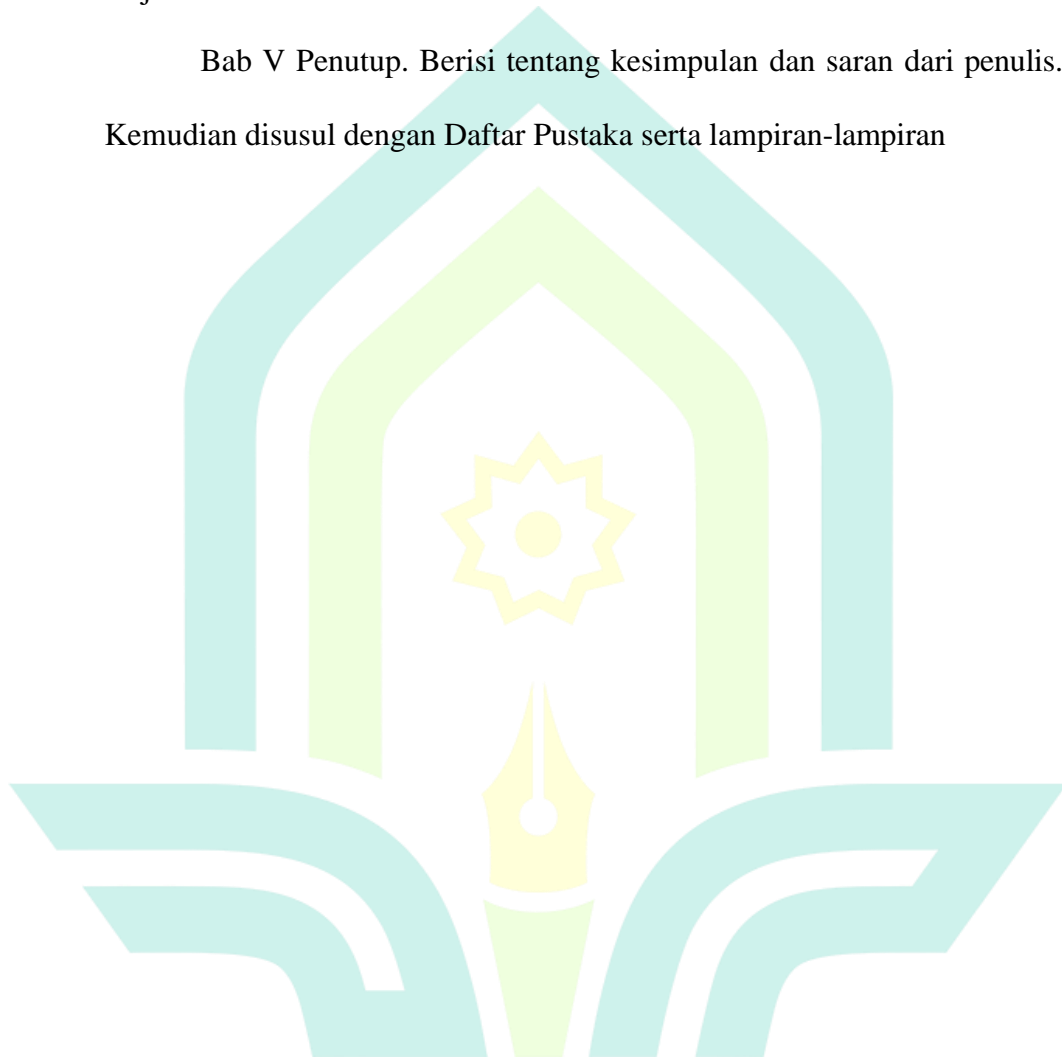 Bab V Penutup. Berisi tentang kesimpulan dan saran dari penulis.
Kemudian disusul dengan Daftar Pustaka serta lampiran-lampiran